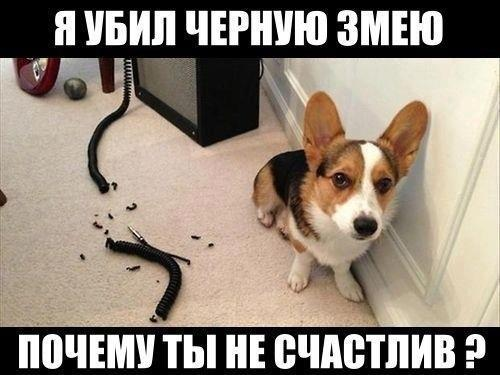 Я УБИЛ ЧЕРНУЮ ЗМЕЮ
ПОЧЕМУ ТЫ НЕ СЧАСТЛИВ ?